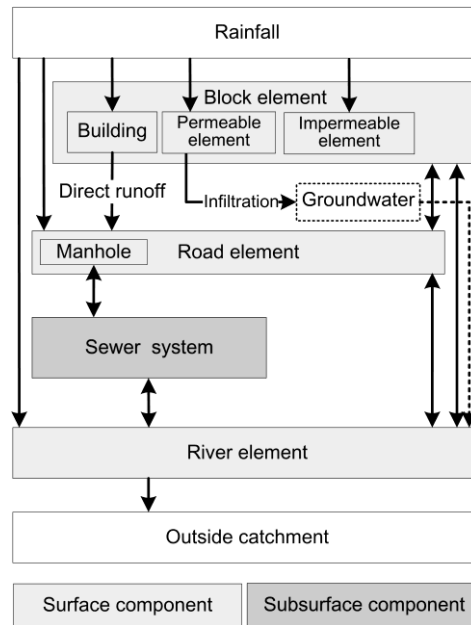 Rainfall
Block element
Building
Permeable
element
Impermeable
element
Direct runoff
Infiltration
Groundwater
Manhole
Road element
Sewer system
River element
Outside catchment
Surface component
Subsurface component